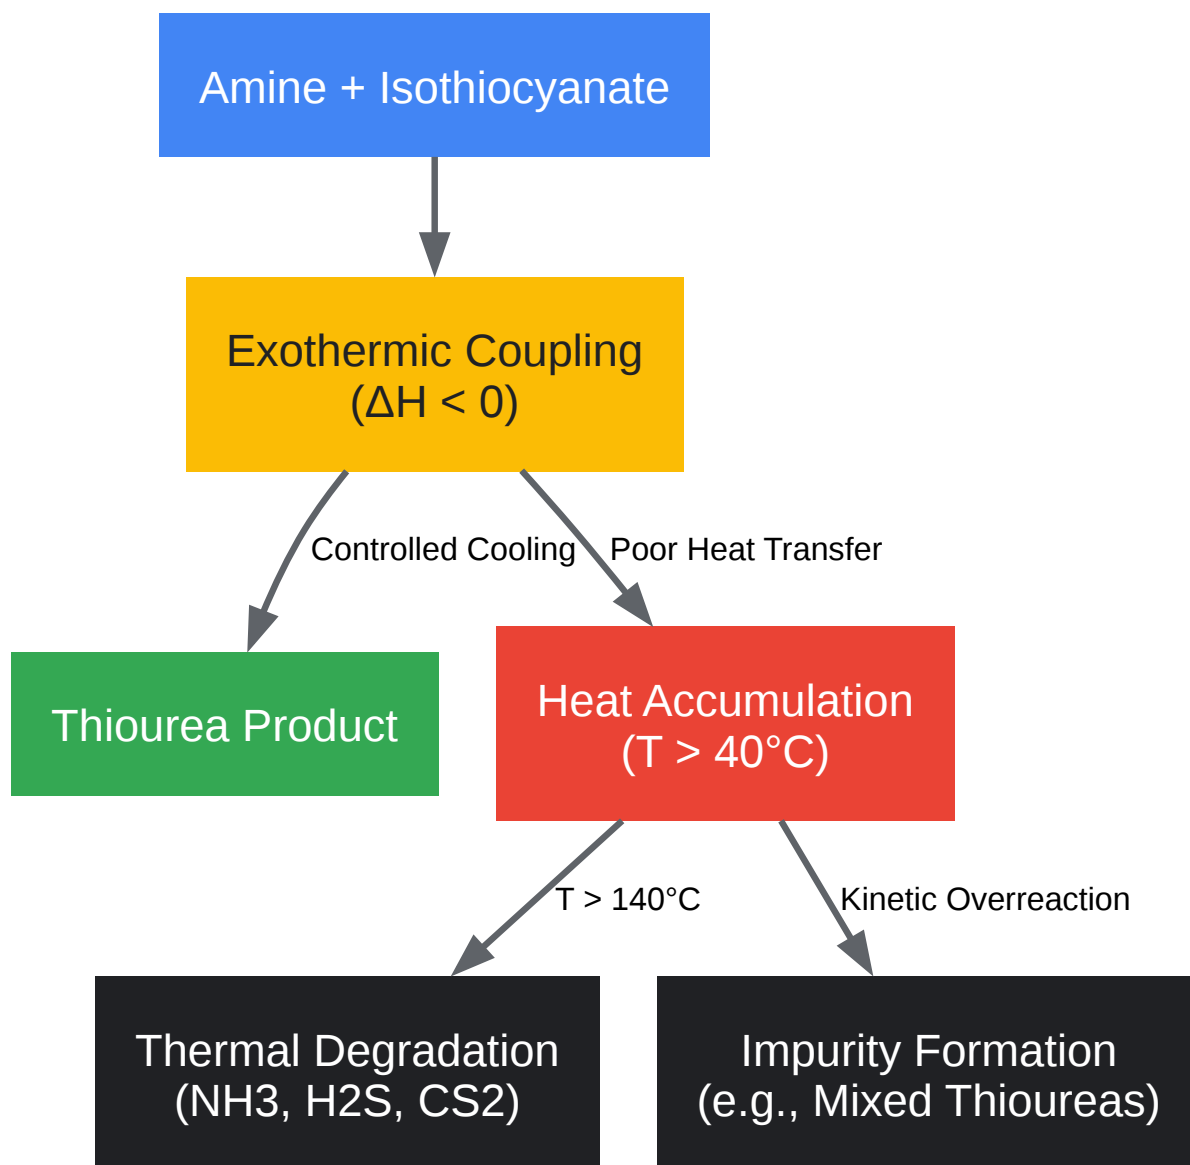 Amine + Isothiocyanate
Exothermic Coupling
(ΔH < 0)
Controlled Cooling
Poor Heat Transfer
Thiourea Product
Heat Accumulation
(T > 40°C)
T > 140°C
Kinetic Overreaction
Thermal Degradation
(NH3, H2S, CS2)
Impurity Formation
(e.g., Mixed Thioureas)